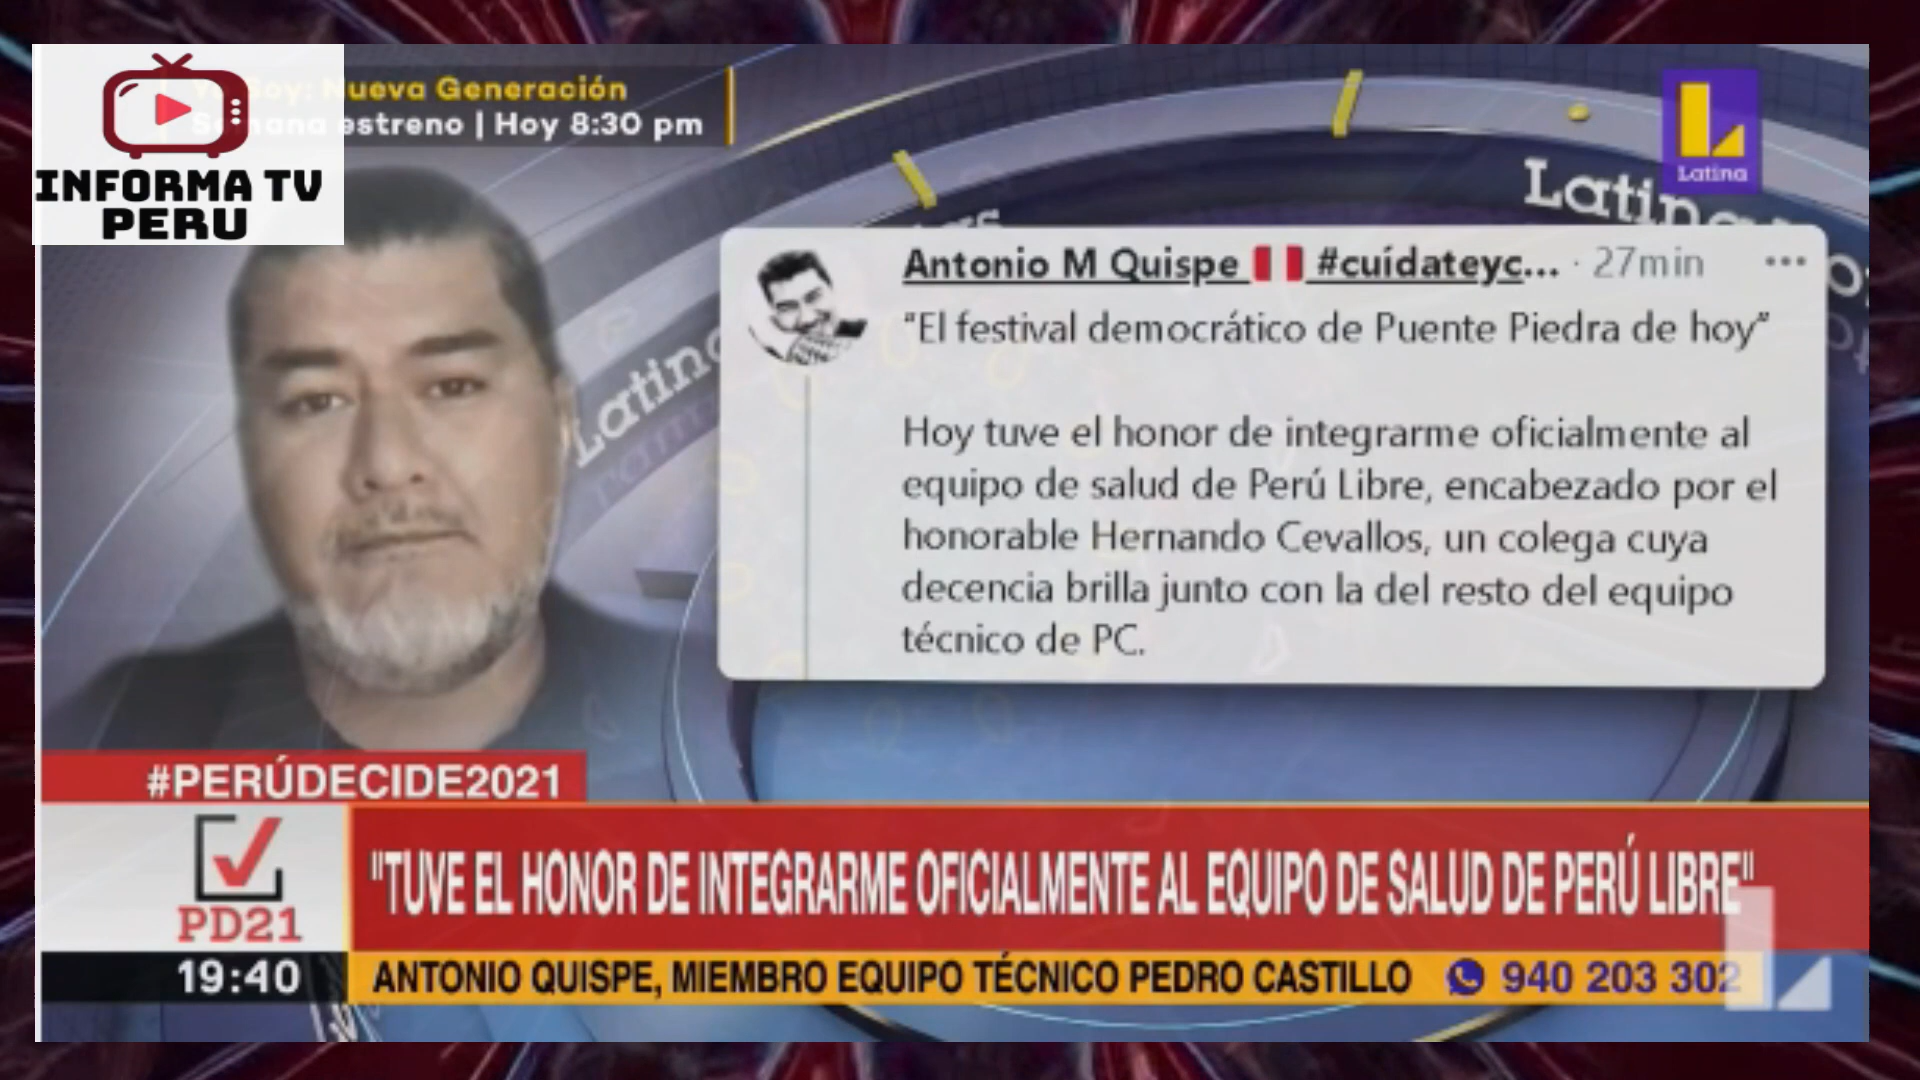 Nueva Generación
estreno | Hoy 8:30 pm
INFORMA TV
PERU
Latina
Latina
Latina
Antonio M Quispe #cuídateyc... · 27min
"El festival democrático de Puente Piedra de hoy"
Hoy tuve el honor de integrarme oficialmente al
equipo de salud de Perú Libre, encabezado por el
honorable Hernando Cevallos, un colega cuya
decencia brilla junto con la del resto del equipo
técnico de PC.
#PERÚDECIDE2021
PD21
"TUVE EL HONOR DE INTEGRARME OFICIALMENTE AL EQUIPO DE SALUD DE PERÚ LIBRE"
19:40
ANTONIO QUISPE, MIEMBRO EQUIPO TÉCNICO PEDRO CASTILLO 940 203 302